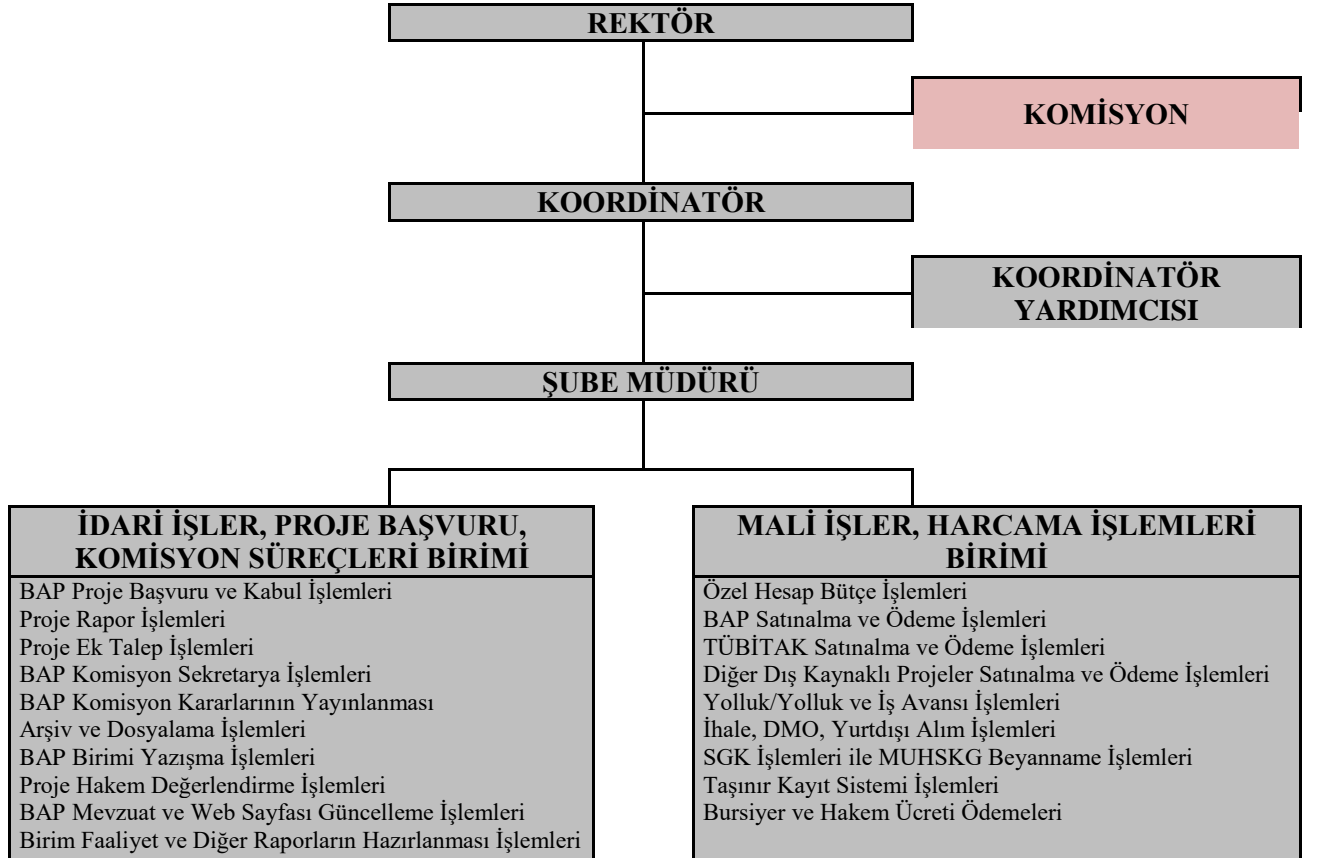 REKTÖR
KOMİSYON
KOORDİNATÖR
KOORDİNATÖR
YARDIMCISI
ŞUBE MÜDÜRÜ
İDARİ İŞLER, PROJE BAŞVURU,
KOMİSYON SÜREÇLERİ BİRİMİ
BAP Proje Başvuru ve Kabul İşlemleri
Proje Rapor İşlemleri
Proje Ek Talep İşlemleri
BAP Komisyon Sekretarya İşlemleri
BAP Komisyon Kararlarının Yayınlanması
Arşiv ve Dosyalama İşlemleri
BAP Birimi Yazışma İşlemleri
Proje Hakem Değerlendirme İşlemleri
BAP Mevzuat ve Web Sayfası Güncelleme İşlemleri
Birim Faaliyet ve Diğer Raporların Hazırlanması İşlemleri
MALİ İŞLER, HARCAMA İŞLEMLERİ
BİRİMİ
Özel Hesap Bütçe İşlemleri
BAP Satınalma ve Ödeme İşlemleri
TÜBİTAK Satınalma ve Ödeme İşlemleri
Diğer Dış Kaynaklı Projeler Satınalma ve Ödeme İşlemleri
Yolluk/Yolluk ve İş Avansı İşlemleri
İhale, DMO, Yurtdışı Alım İşlemleri
SGK İşlemleri ile MUHSKG Beyanname İşlemleri
Taşınır Kayıt Sistemi İşlemleri
Bursiyer ve Hakem Ücreti Ödemeleri